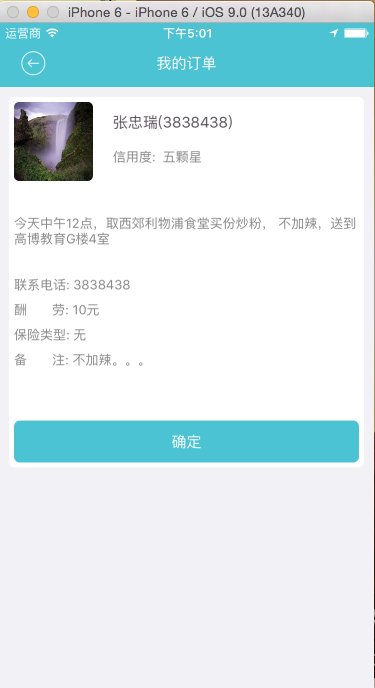 iPhone 6 - iPhone 6 / iOS 9.0 (13A340)
运营商 下午5:01
我的订单
张忠瑞(3838438)
信用度: 五颗星
今天中午12点，取西郊利物浦食堂买份炒粉， 不加辣，送到
高博教育G楼4室
联系电话: 3838438
酬 劳: 10元
保险类型: 无
备 注: 不加辣。。。
确定